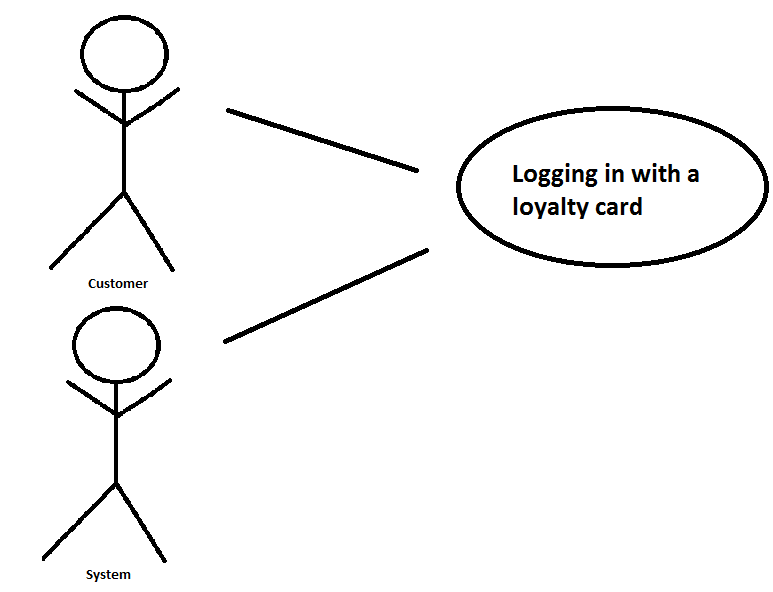 Logging in with a
loyalty card
Customer
System